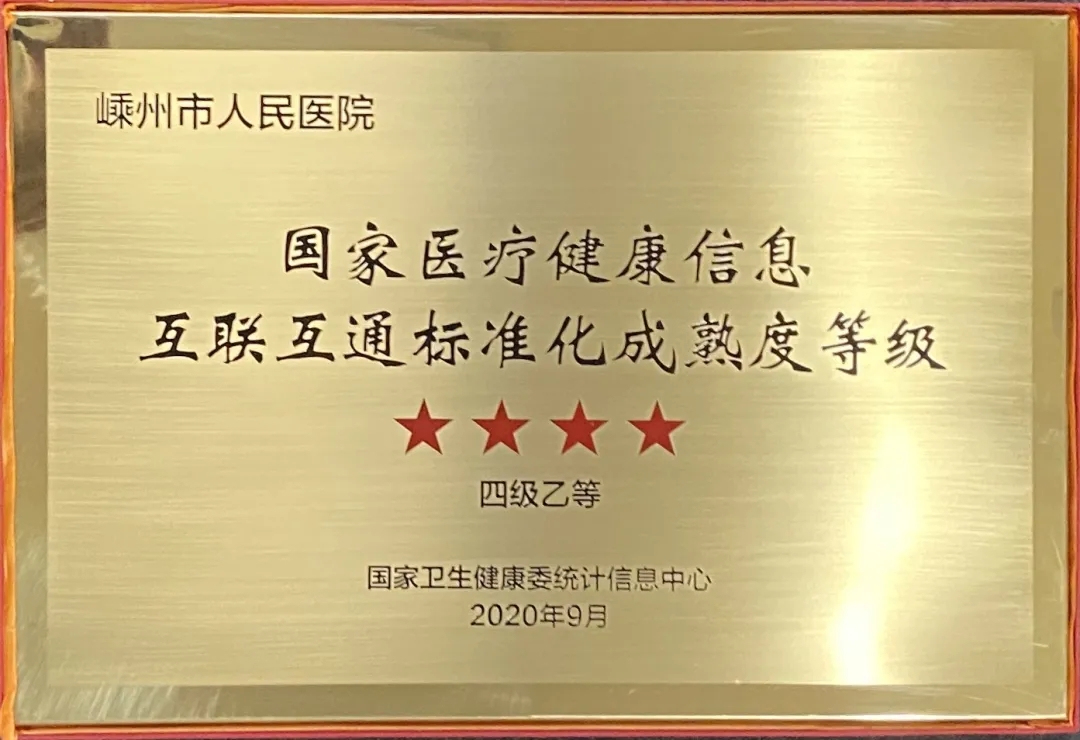 嵊州市人民医院
国家医疗健康信息
互联互通标准化成熟度等级
四级乙等
国家卫生健康委统计信息中心
2020年9月